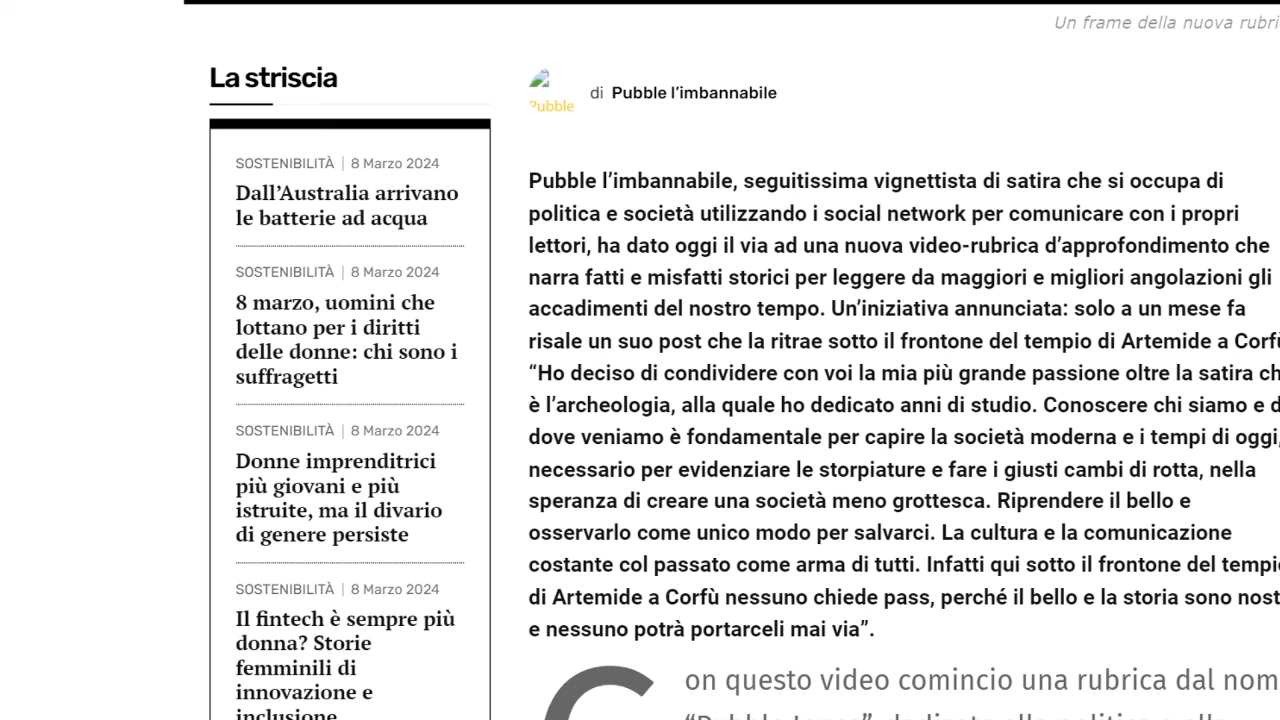 Un frame della nuova
La striscia
SOSTENIBILITÀ | 8 Marzo 2024
Dall’Australia arrivano
le batterie ad acqua
SOSTENIBILITÀ | 8 Marzo 2024
8 marzo, uomini che
lottano per i diritti
delle donne: chi sono i
suffragetti
SOSTENIBILITÀ | 8 Marzo 2024
Donne imprenditrici
più giovani e più
istruite, ma il divario
di genere persiste
SOSTENIBILITÀ | 8 Marzo 2024
Il fintech è sempre più
donna? Storie
femminili di
innovazione e
inclusione
Pubble
di Pubble l’imbannabile
Pubble l’imbannabile, seguitissima vignettista di satira che si occupa di
politica e società utilizzando i social network per comunicare con i propri
lettori, ha dato oggi il via ad una nuova video-rubrica d’approfondimento che
narra fatti e misfatti storici per leggere da maggiori e migliori angolazioni gli
accadimenti del nostro tempo. Un’iniziativa annunciata: solo a un mese fa
risale un suo post che la ritrae sotto il frontone del tempio di Artemide a Corfù
“Ho deciso di condividere con voi la mia più grande passione oltre la satira ch
è l’archeologia, alla quale ho dedicato anni di studio. Conoscere chi siamo e d
dove veniamo è fondamentale per capire la società moderna e i tempi di oggi,
necessario per evidenziare le storpiature e fare i giusti cambi di rotta, nella
speranza di creare una società meno grottesca. Riprendere il bello e
osservarlo come unico modo per salvarci. La cultura e la comunicazione
costante col passato come arma di tutti. Infatti qui sotto il frontone del tempio
di Artemide a Corfù nessuno chiede pass, perché il bello e la storia sono nost
e nessuno potrà portarceli mai via”.
Con questo video comincio una rubrica dal nom